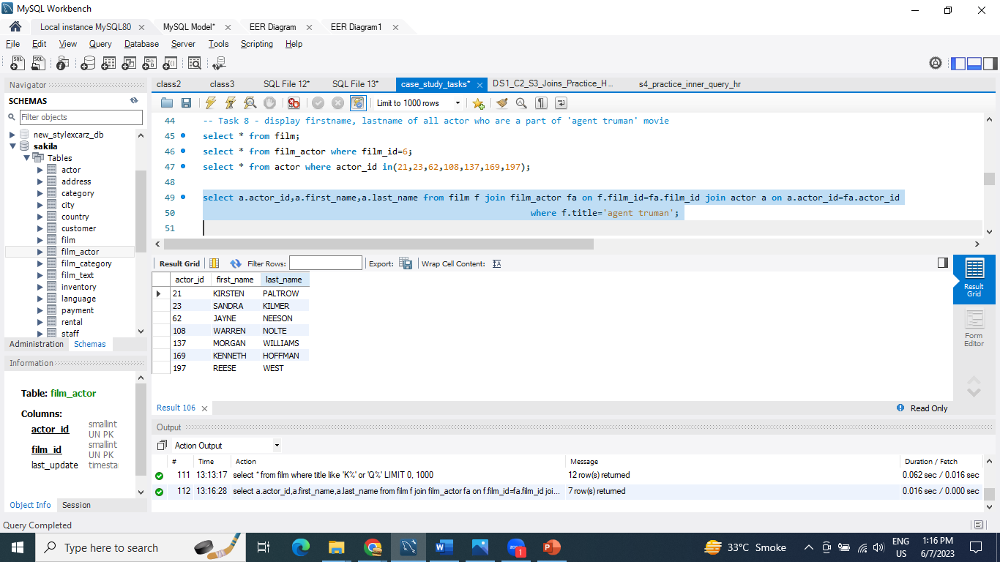 MySQL Workbench
Local instance MySQL80 MySQL Model* EER Diagram EER Diagram1
File Edit View Query Database Server Tools Scripting Help
Navigator class2 class3 SQL File 12* SQL File 13* case_study_tasks* DS1_C2_S3_Joins_Practice_H... s4_practice_inner_query_hr
SCHEMAS
Limit to 1000 rows
Filter objects
new_stylexcarz_db
sakila
Tables
actor
address
category
city
country
customer
film
film_actor
film_category
film_text
inventory
language
payment
rental
staff
Administration Schemas
44 -- Task 8 - display firstname, lastname of all actor who are a part of 'agent truman' movie
45 select * from film;
46 select * from film_actor where film_id=6;
47 select * from actor where actor_id in(21,23,62,108,137,169,197);
48
49 select a.actor_id,a.first_name,a.last_name from film f join film_actor fa on f.film_id=fa.film_id join actor a on a.actor_id=fa.actor_id
50 where f.title='agent truman';
51
Result Grid Filter Rows: Export: Wrap Cell Content:
actor_id first_name last_name
21 KIRSTEN PALTROW
23 SANDRA KILMER
62 JAYNE NEESON
108 WARREN NOLTE
137 MORGAN WILLIAMS
169 KENNETH HOFFMAN
197 REESE WEST
Result Grid
Form Editor
Result 106 Read Only
Information
Table: film_actor
Columns:
actor_id smallint UN PK
film_id smallint UN PK
last_update timesta
Object Info Session
Output
Action Output
# Time Action Message Duration / Fetch
111 13:13:17 select * from film where title like 'K%' or 'Q%' LIMIT 0, 1000 12 row(s) returned 0.062 sec / 0.016 sec
112 13:16:28 select a.actor_id,a.first_name,a.last_name from film f join film_actor fa on f.film_id=fa.film_id joi... 7 row(s) returned 0.016 sec / 0.000 sec
Query Completed
Type here to search
33°C Smoke
ENG
US
1:16 PM
6/7/2023